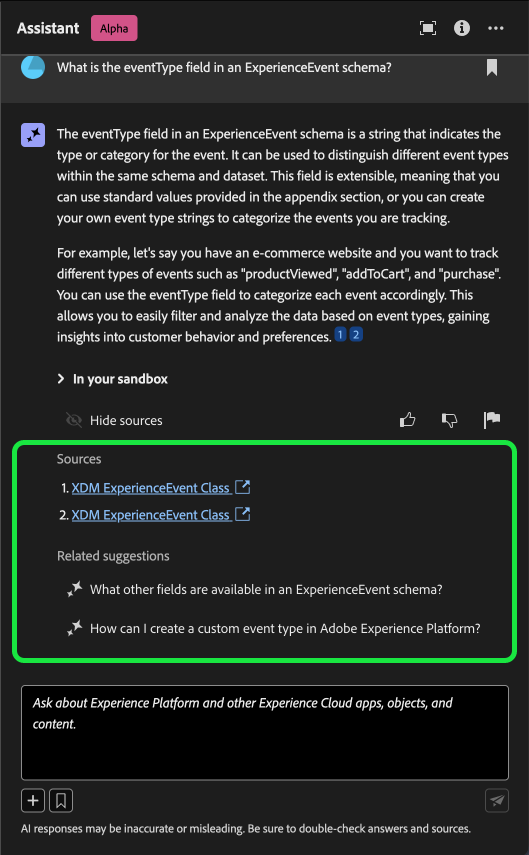 Assistant Alpha
What is the eventType field in an ExperienceEvent schema?
The eventType field in an ExperienceEvent schema is a string that indicates the
type or category for the event. It can be used to distinguish different event types
within the same schema and dataset. This field is extensible, meaning that you
can use standard values provided in the appendix section, or you can create
your own event type strings to categorize the events you are tracking.
For example, let's say you have an e-commerce website and you want to track
different types of events such as "productViewed", "addToCart", and "purchase".
You can use the eventType field to categorize each event accordingly. This
allows you to easily filter and analyze the data based on event types, gaining
insights into customer behavior and preferences. 1 2
In your sandbox
Hide sources
Sources
1. XDM ExperienceEvent Class
2. XDM ExperienceEvent Class
Related suggestions
What other fields are available in an ExperienceEvent schema?
How can I create a custom event type in Adobe Experience Platform?
Ask about Experience Platform and other Experience Cloud apps, objects, and
content.
AI responses may be inaccurate or misleading. Be sure to double-check answers and sources.